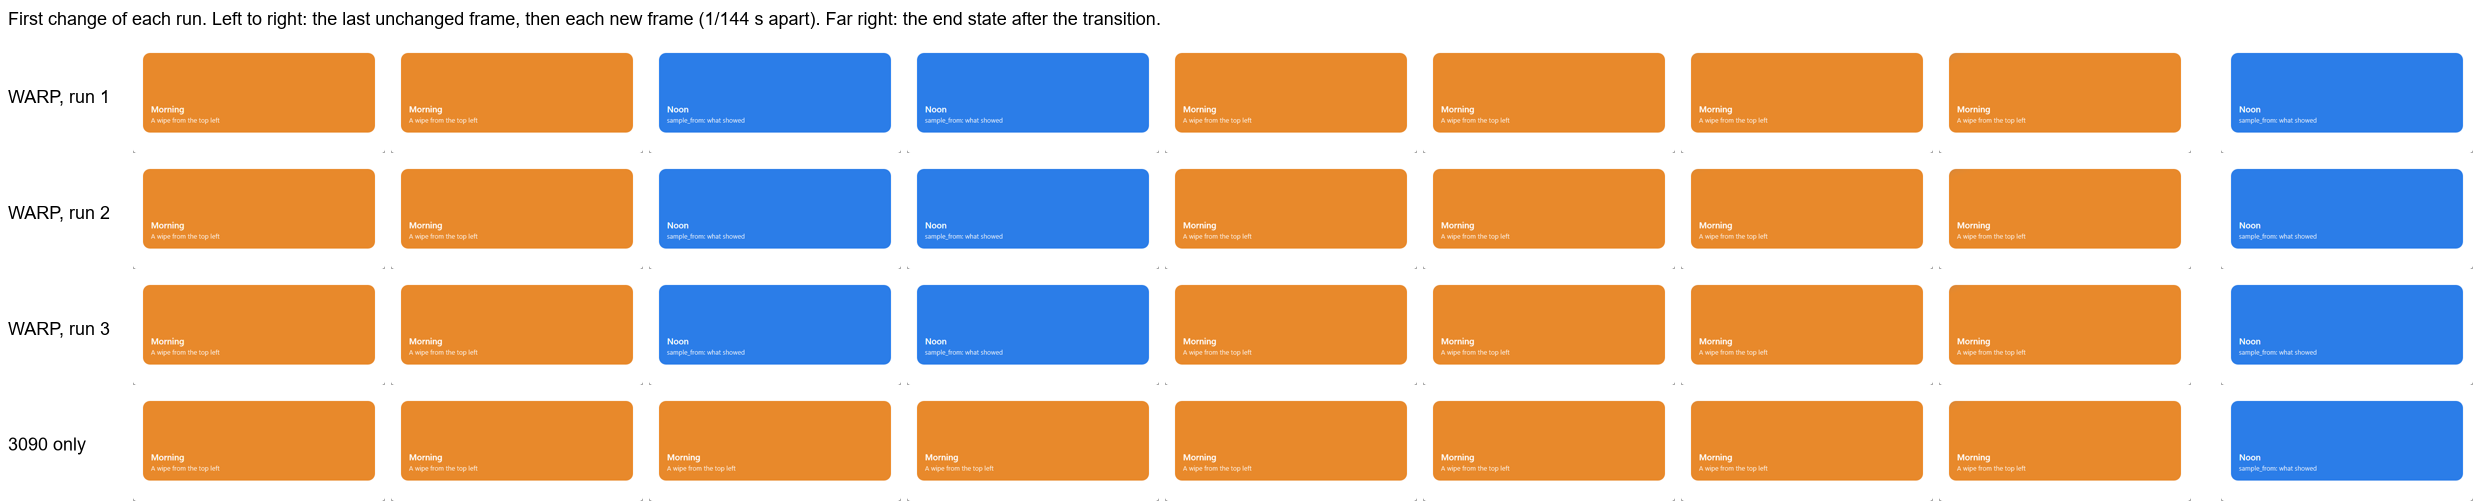 First change of each run. Left to right: the last unchanged frame, then each new frame (1/144 s apart). Far right: the end state after the transition.
WARP, run 1
Morning
A wipe from the top left
Morning
A wipe from the top left
Noon
sample_from: what showed
Noon
sample_from: what showed
Morning
A wipe from the top left
Morning
A wipe from the top left
Morning
A wipe from the top left
Morning
A wipe from the top left
Noon
sample_from: what showed
WARP, run 2
Morning
A wipe from the top left
Morning
A wipe from the top left
Noon
sample_from: what showed
Noon
sample_from: what showed
Morning
A wipe from the top left
Morning
A wipe from the top left
Morning
A wipe from the top left
Morning
A wipe from the top left
Noon
sample_from: what showed
WARP, run 3
Morning
A wipe from the top left
Morning
A wipe from the top left
Noon
sample_from: what showed
Noon
sample_from: what showed
Morning
A wipe from the top left
Morning
A wipe from the top left
Morning
A wipe from the top left
Morning
A wipe from the top left
Noon
sample_from: what showed
3090 only
Morning
A wipe from the top left
Morning
A wipe from the top left
Morning
A wipe from the top left
Morning
A wipe from the top left
Morning
A wipe from the top left
Morning
A wipe from the top left
Morning
A wipe from the top left
Morning
A wipe from the top left
Noon
sample_from: what showed